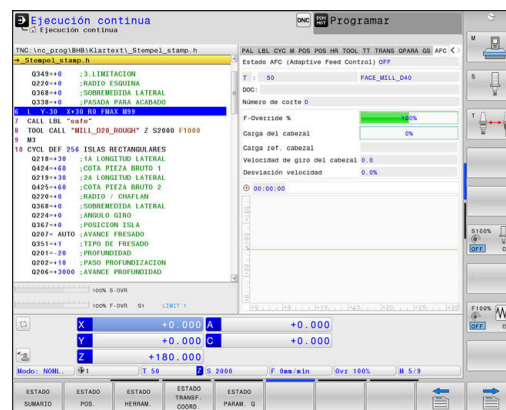 Ejecución continua
Ejecución continua
DNC
Programar
TNC:\nc_prog\BHB\Klartext\_Stempel_stamp.h
→_Stempel_stamp.h
Q349=+0 ;3.LIMITACION
Q220=+0 ;RADIO ESQUINA
Q368=+0 ;SOBREMEDIDA LATERAL
Q338=+0 ;PASADA PARA ACABADO
6 L Y-30 X+30 R0 FMAX M99
7 CALL LBL "safe"
8 TOOL CALL "MILL_D20_ROUGH" Z S2000 F1000
9 M3
10 CYCL DEF 256 ISLAS RECTANGULARES
Q218=+30 ;1A LONGITUD LATERAL
Q424=+60 ;COTA PIEZA BRUTO 1
Q219=+30 ;2A LONGITUD LATERAL
Q425=+60 ;COTA PIEZA BRUTO 2
Q220=+0 ;RADIO / CHAFLAN
Q368=+0 ;SOBREMEDIDA LATERAL
Q224=+0 ;ANGULO GIRO
Q367=+0 ;POSICION ISLA
Q207= AUTO ;AVANCE FRESADO
Q351=+1 ;TIPO DE FRESADO
Q201=-20 ;PROFUNDIDAD
Q202=+10 ;PASO PROFUNDIZACION
Q206=+3000 ;AVANCE PROFUNDIDAD
100% S-OVR
100% F-OVR S1 LIMIT 1
PAL LBL CYC M POS POS HR TOOL TT TRANS QPARA GS AFC
Estado AFC (Adaptive Feed Control) OFF
T : 50 FACE_MILL_D40
DOC:
Número de corte 0
F-Override % 100%
Carga del cabezal 0%
Carga ref. cabezal
Velocidad de giro del cabezal 0.0
Desviación velocidad 0.0%
00:00:00
X +0.000 A +0.000
Y +0.000 C +0.000
Z +180.000
Modo: NOML. 1 T 50 Z S 2000 F 0mm/min Ovr 100% M 5/9
ESTADO SUMARIO
ESTADO POS.
ESTADO HERRAM.
ESTADO TRANSF. COORD.
ESTADO PARAM. Q
M
S
T
S100%
OFF ON
F100%
OFF ON